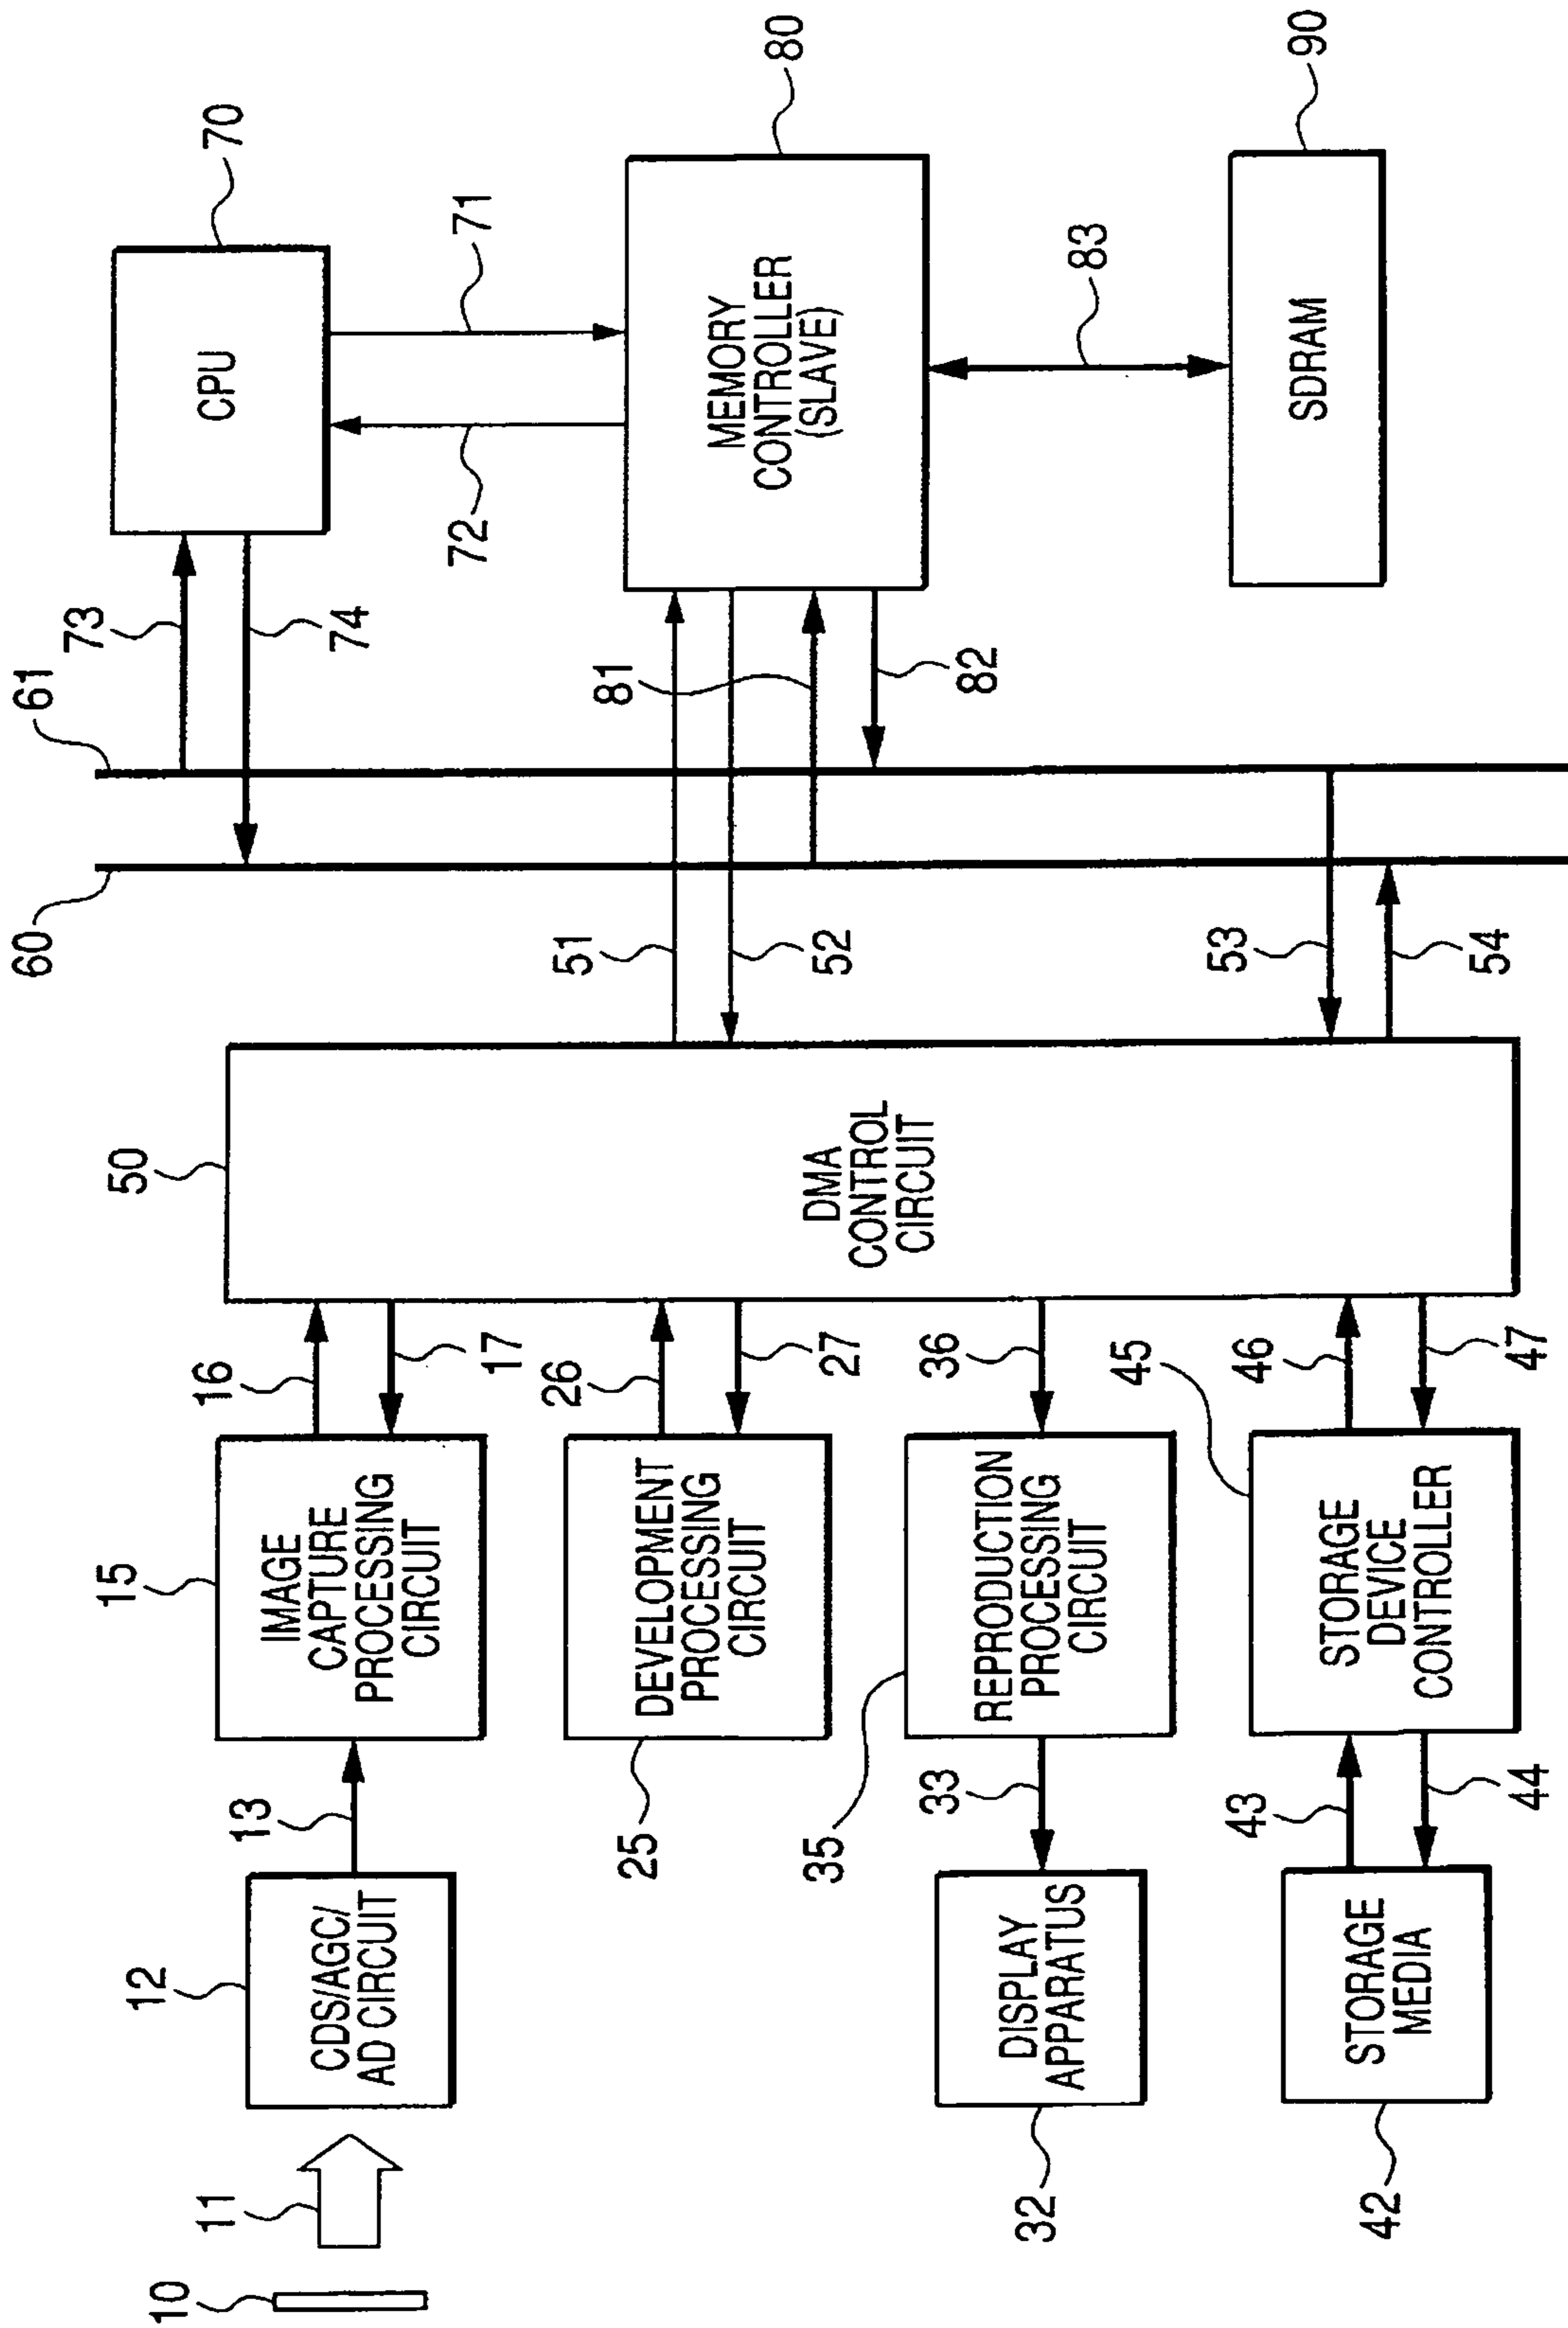 10
11
12
CDS/AGC/
AD CIRCUIT
13
15
IMAGE
CAPTURE
PROCESSING
CIRCUIT
16
17
25
DEVELOPMENT
PROCESSING
CIRCUIT
26
27
32
DISPLAY
APPARATUS
33
35
REPRODUCTION
PROCESSING
CIRCUIT
36
42
STORAGE
MEDIA
43
44
45
STORAGE
DEVICE
CONTROLLER
46
47
50
DMA
CONTROL
CIRCUIT
51
52
53
54
60
61
73
74
70
CPU
71
72
81
82
80
MEMORY
CONTROLLER
(SLAVE)
83
90
SDRAM